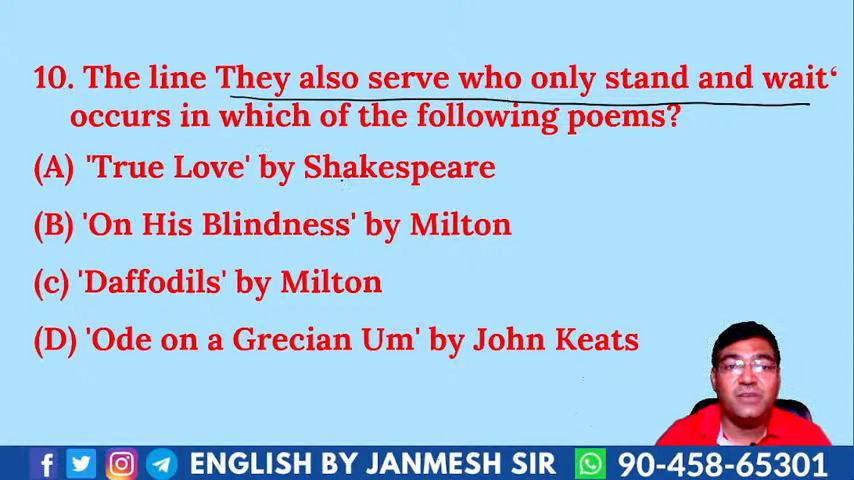 10. The line They also serve who only stand and wait‘
occurs in which of the following poems?
(A) 'True Love' by Shakespeare
(B) 'On His Blindness' by Milton
(c) 'Daffodils' by Milton
(D) 'Ode on a Grecian Um' by John Keats
ENGLISH BY JANMESH SIR 90-458-65301